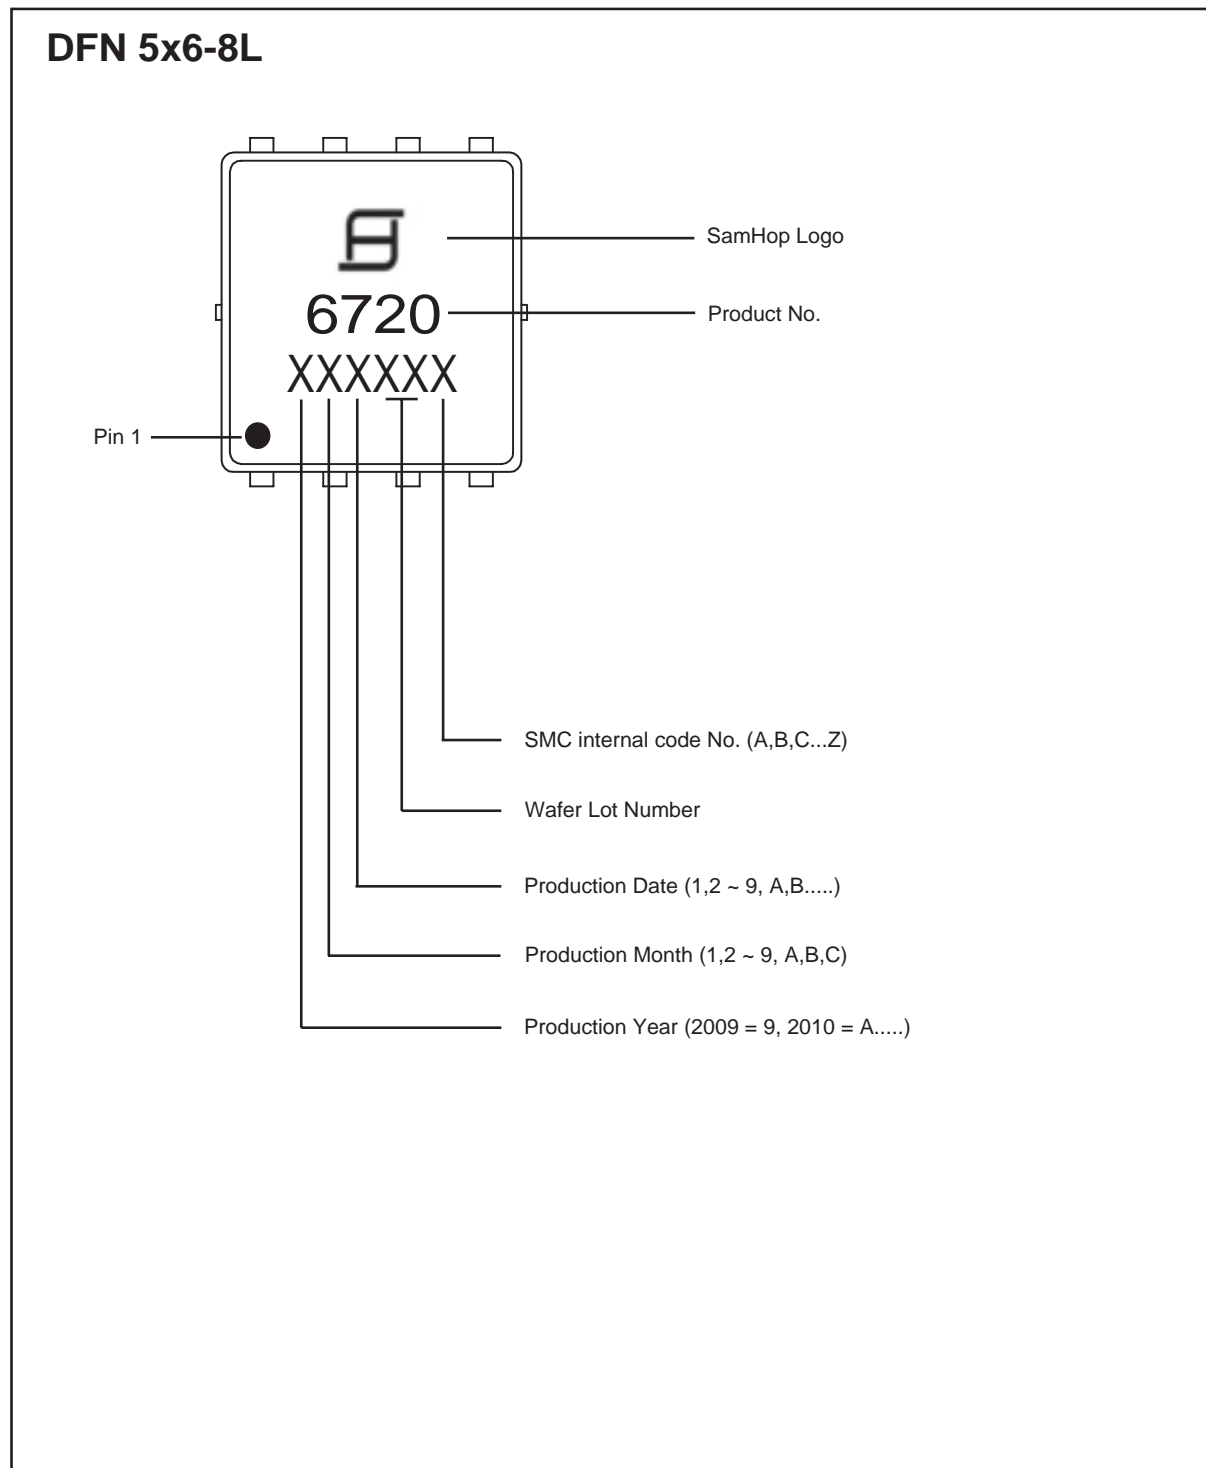 DFN 5x6-8L
SamHop Logo
6720
Product No.
XXXXXX
Pin 1
SMC internal code No. (A,B,C...Z)
Wafer Lot Number
Production Date (1,2 ~ 9, A,B.....)
Production Month (1,2 ~ 9, A,B,C)
Production Year (2009 = 9, 2010 = A.....)